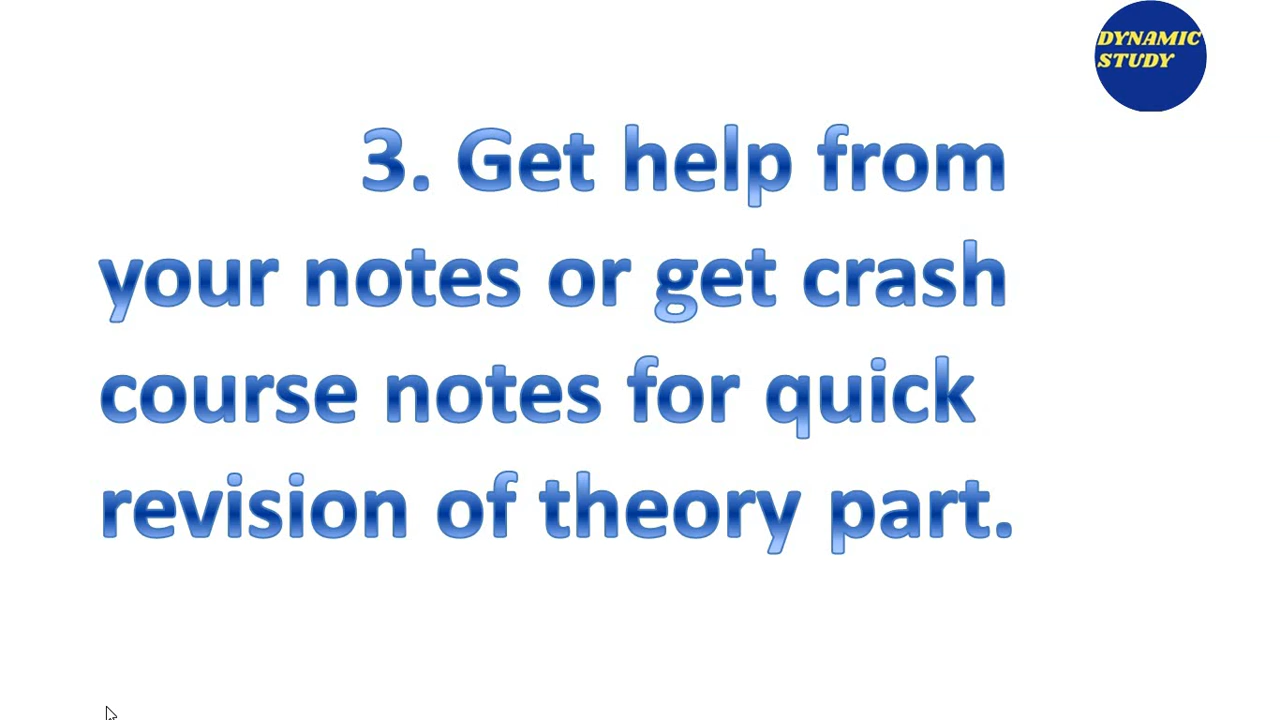 DYNAMIC
STUDY
3. Get help from
your notes or get crash
course notes for quick
revision of theory part.